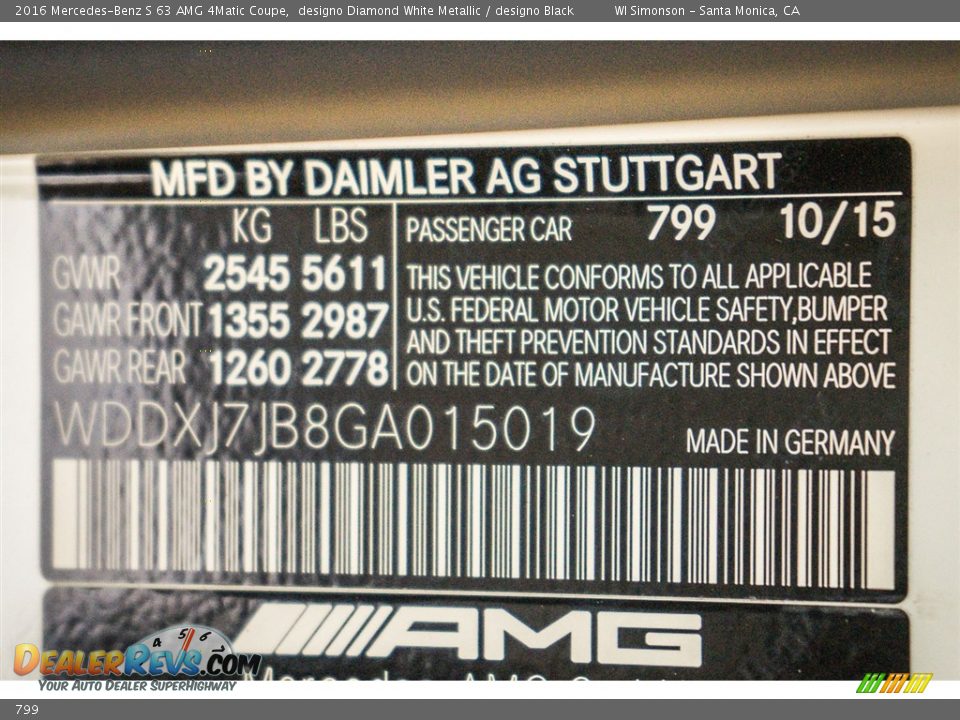 2016 Mercedes-Benz S 63 AMG 4Matic Coupe, designo Diamond White Metallic / designo Black WI Simonson - Santa Monica, CA
MFD BY DAIMLER AG STUTTGART
KG LBS
GVWR 2545 5611
GAWR FRONT 1355 2987
GAWR REAR 1260 2778
PASSENGER CAR 799 10/15
THIS VEHICLE CONFORMS TO ALL APPLICABLE
U.S. FEDERAL MOTOR VEHICLE SAFETY,BUMPER
AND THEFT PREVENTION STANDARDS IN EFFECT
ON THE DATE OF MANUFACTURE SHOWN ABOVE
WDDXJ7JB8GA015019
MADE IN GERMANY
AMG
4 5 6
DEALERREVS.COM
YOUR AUTO DEALER SUPERHIGHWAY
799